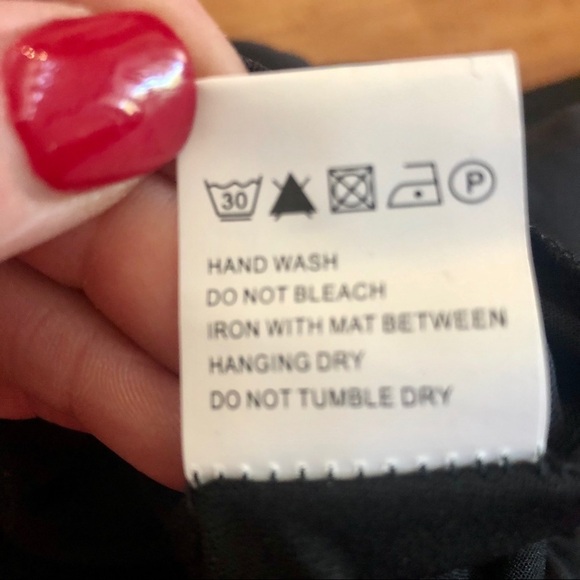 30 P
HAND WASH
DO NOT BLEACH
IRON WITH MAT BETWEEN
HANGING DRY
DO NOT TUMBLE DRY